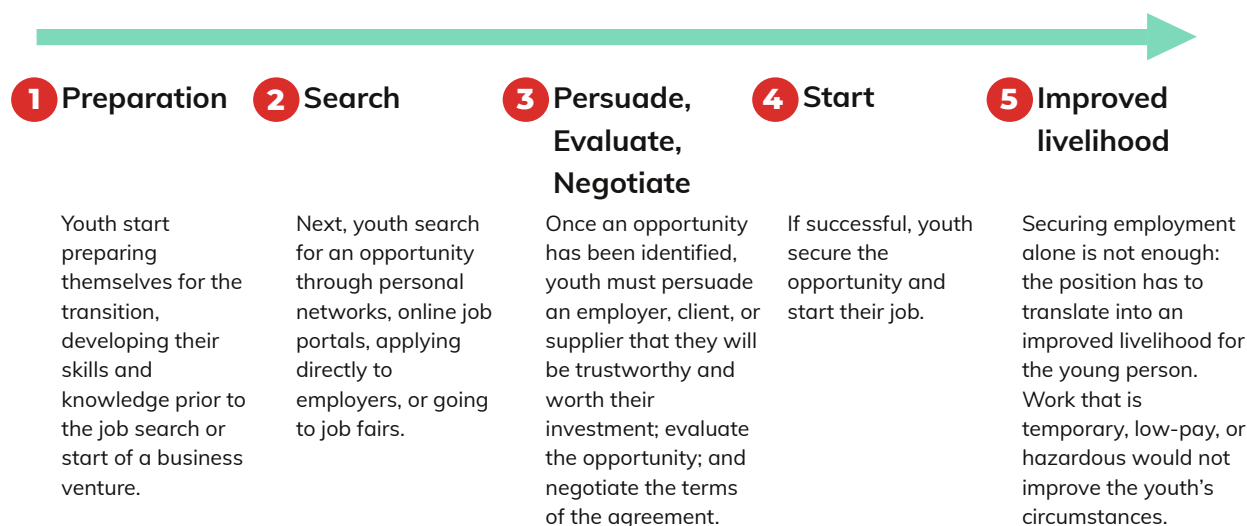 1 Preparation
Youth start
preparing
themselves for the
transition,
developing their
skills and
knowledge prior to
the job search or
start of a business
venture.
2 Search
Next, youth search
for an opportunity
through personal
networks, online job
portals, applying
directly to
employers, or going
to job fairs.
3 Persuade,
Evaluate,
Negotiate
Once an opportunity
has been identified,
youth must persuade
an employer, client, or
supplier that they will
be trustworthy and
worth their
investment; evaluate
the opportunity; and
negotiate the terms
of the agreement.
4 Start
If successful, youth
secure the
opportunity and
start their job.
5 Improved
livelihood
Securing employment
alone is not enough:
the position has to
translate into an
improved livelihood for
the young person.
Work that is
temporary, low-pay, or
hazardous would not
improve the youth’s
circumstances.